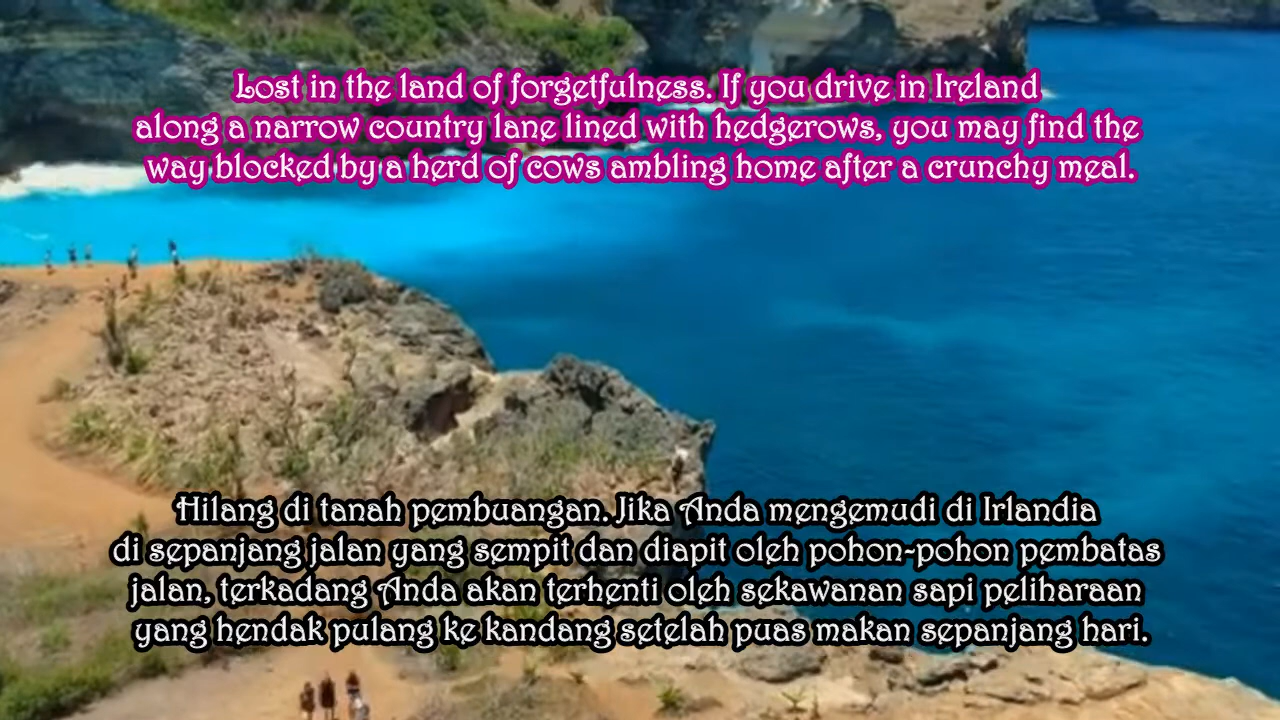 Lost in the land of forgetfulness. If you drive in Ireland
along a narrow country lane lined with hedgerows, you may find the
way blocked by a herd of cows ambling home after a crunchy meal.
Hilang di tanah pembuangan. Jika Anda mengemudi di Irlandia
di sepanjang jalan yang sempit dan diapit oleh pohon-pohon pembatas
jalan, terkadang Anda akan terhenti oleh sekawanan sapi peliharaan
yang hendak pulang ke kandang setelah puas makan sepanjang hari.